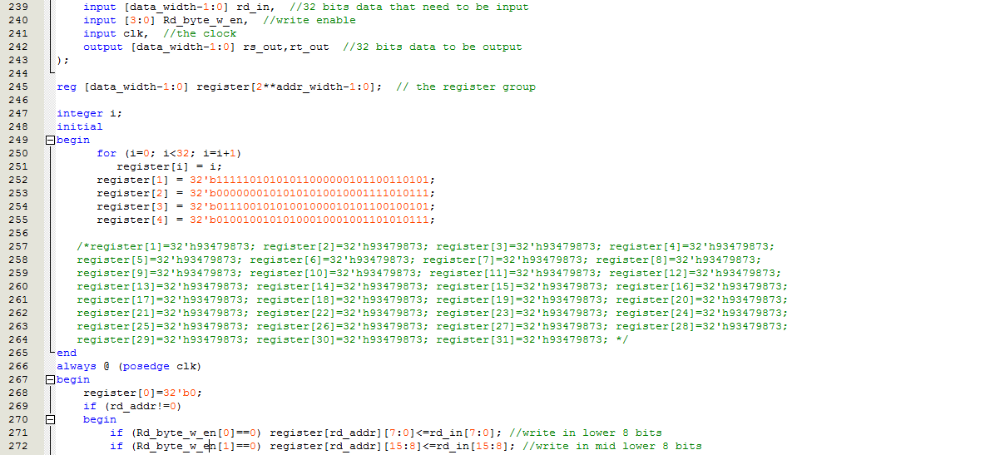 239 input [data_width-1:0] rd_in, //32 bits data that need to be input
240 input [3:0] Rd_byte_w_en, //write enable
241 input clk, //the clock
242 output [data_width-1:0] rs_out,rt_out //32 bits data to be output
243 );
244
245 reg [data_width-1:0] register[2**addr_width-1:0]; // the register group
246
247 integer i;
248 initial
249 begin
250 for (i=0; i<32; i=i+1)
251 register[i] = i;
252 register[1] = 32'b11111010101011000000101100110101;
253 register[2] = 32'b00000001010101010010001111010111;
254 register[3] = 32'b01110010101001000010101100100101;
255 register[4] = 32'b01001001010100010001001101010111;
256
257 /*register[1]=32'h93479873; register[2]=32'h93479873; register[3]=32'h93479873; register[4]=32'h93479873;
258 register[5]=32'h93479873; register[6]=32'h93479873; register[7]=32'h93479873; register[8]=32'h93479873;
259 register[9]=32'h93479873; register[10]=32'h93479873; register[11]=32'h93479873; register[12]=32'h93479873;
260 register[13]=32'h93479873; register[14]=32'h93479873; register[15]=32'h93479873; register[16]=32'h93479873;
261 register[17]=32'h93479873; register[18]=32'h93479873; register[19]=32'h93479873; register[20]=32'h93479873;
262 register[21]=32'h93479873; register[22]=32'h93479873; register[23]=32'h93479873; register[24]=32'h93479873;
263 register[25]=32'h93479873; register[26]=32'h93479873; register[27]=32'h93479873; register[28]=32'h93479873;
264 register[29]=32'h93479873; register[30]=32'h93479873; register[31]=32'h93479873; */
265 end
266 always @ (posedge clk)
267 begin
268 register[0]=32'b0;
269 if (rd_addr!=0)
270 begin
271 if (Rd_byte_w_en[0]==0) register[rd_addr][7:0]<=rd_in[7:0]; //write in lower 8 bits
272 if (Rd_byte_w_en[1]==0) register[rd_addr][15:8]<=rd_in[15:8]; //write in mid lower 8 bits